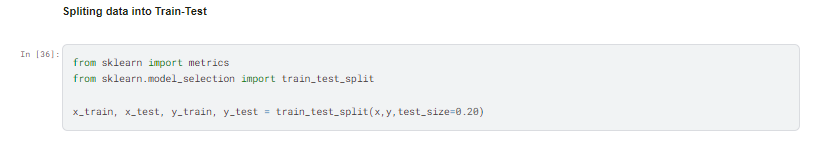 Spliting data into Train-Test
In [36]:
from sklearn import metrics
from sklearn.model_selection import train_test_split
x_train, x_test, y_train, y_test = train_test_split(x,y,test_size=0.20)